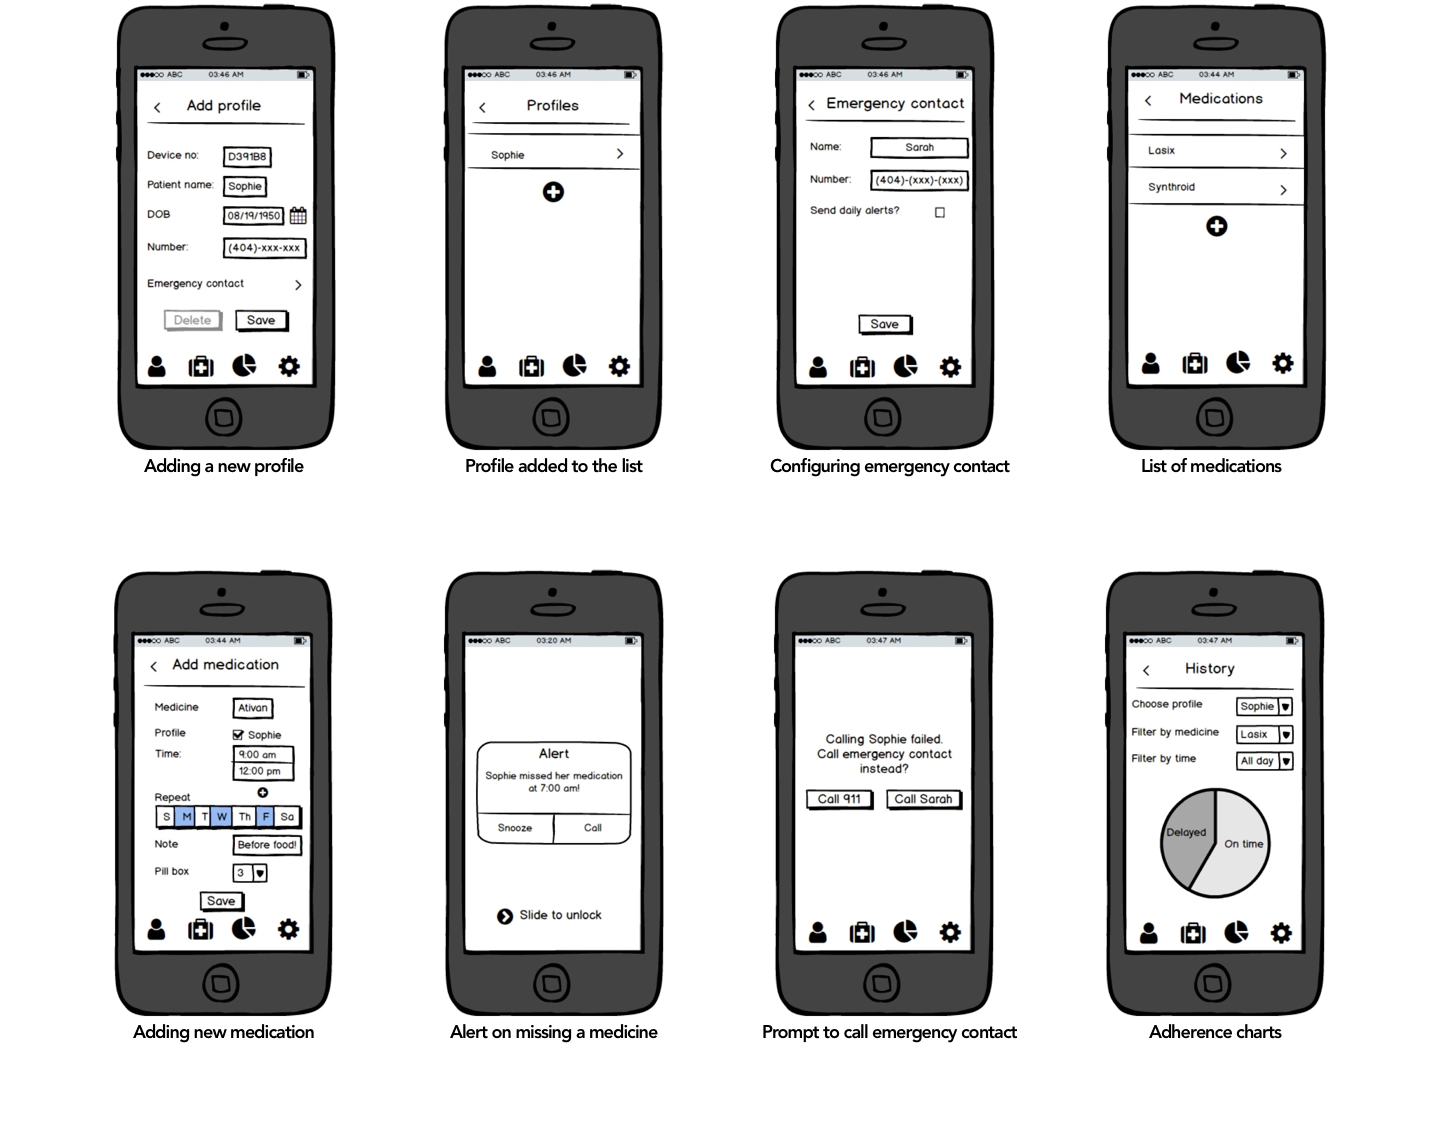 ●●●○○ ABC 03:46 AM
Add profile
Device no: D391B8
Patient name: Sophie
DOB 08/19/1950
Number: (404)-xxx-xxx
Emergency contact
Delete Save
Adding a new profile
●●●○○ ABC 03:46 AM
Profiles
Sophie
Profile added to the list
●●●○○ ABC 03:46 AM
Emergency contact
Name: Sarah
Number: (404)-(xxx)-(xxx)
Send daily alerts?
Save
Configuring emergency contact
●●●○○ ABC 03:44 AM
Medications
Lasix
Synthroid
List of medications
●●●○○ ABC 03:44 AM
Add medication
Medicine Ativan
Profile Sophie
Time: 9:00 am
12:00 pm
Repeat
S M T W Th F Sa
Note Before food!
Pill box 3
Save
Adding new medication
●●●○○ ABC 03:20 AM
Alert
Sophie missed her medication
at 7:00 am!
Snooze Call
Slide to unlock
Alert on missing a medicine
●●●○○ ABC 03:47 AM
Calling Sophie failed.
Call emergency contact
instead?
Call 911 Call Sarah
Prompt to call emergency contact
●●●○○ ABC 03:47 AM
History
Choose profile Sophie
Filter by medicine Lasix
Filter by time All day
Delayed
On time
Adherence charts